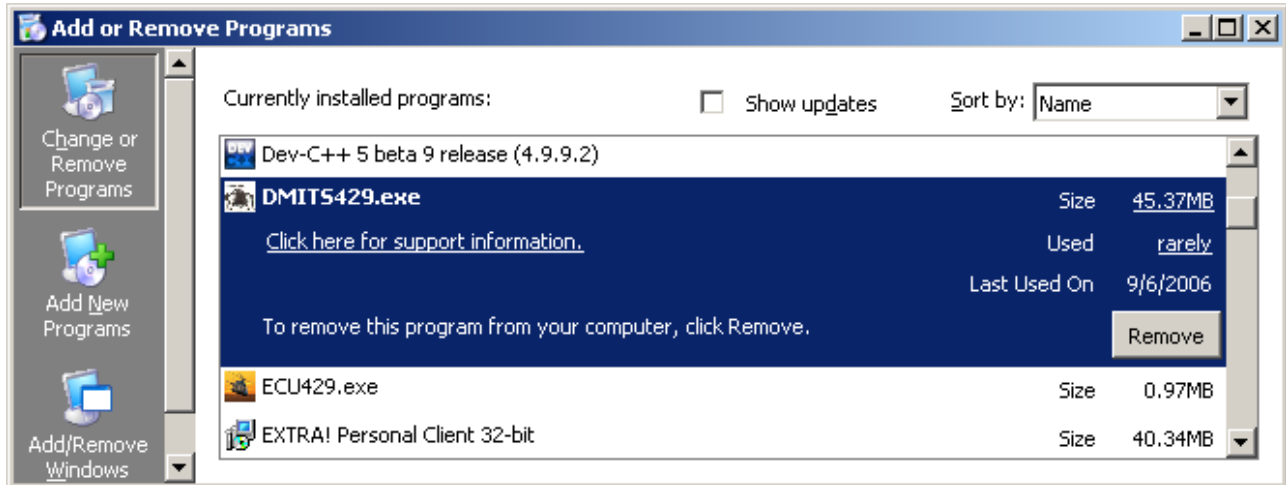 Add or Remove Programs
Change or
Remove
Programs
Add New
Programs
Add/Remove
Windows
Currently installed programs:
Show updates
Sort by: Name
Dev-C++ 5 beta 9 release (4.9.9.2)
DMITS429.exe Size 45.37MB
Click here for support information. Used rarely
Last Used On 9/6/2006
To remove this program from your computer, click Remove. Remove
ECU429.exe Size 0.97MB
EXTRA! Personal Client 32-bit Size 40.34MB